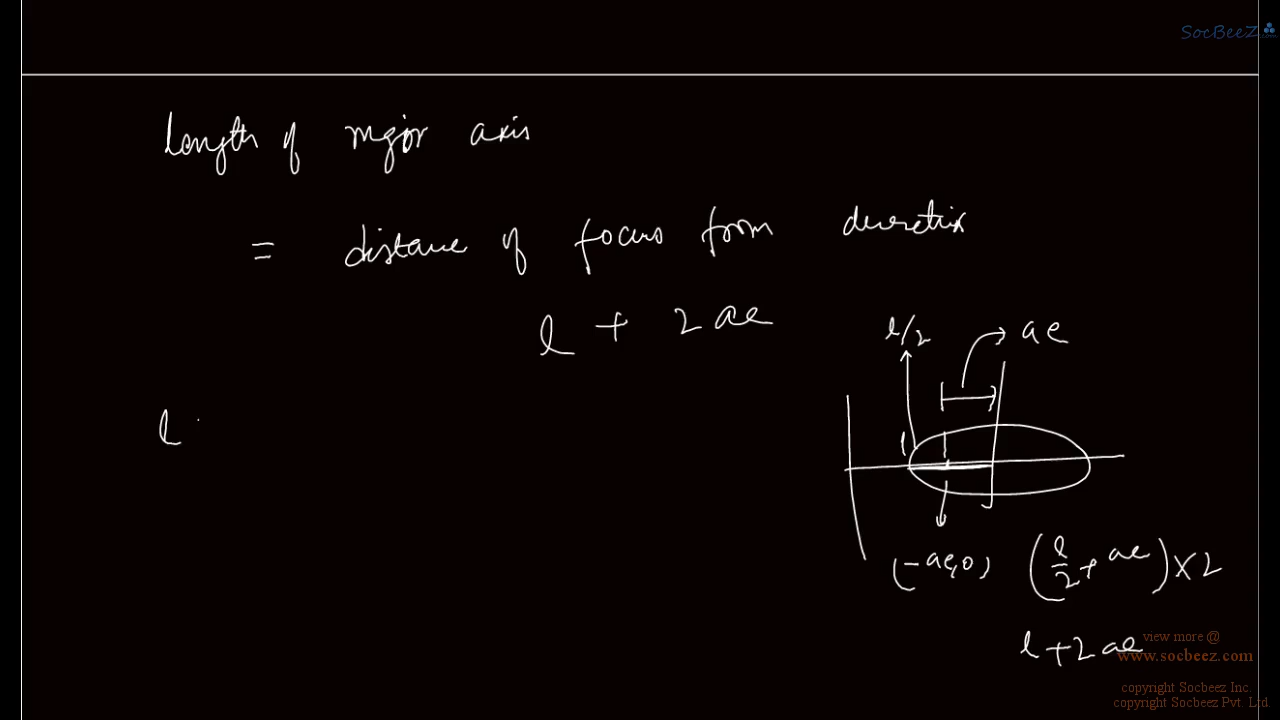 SocBeeZ
length of major axis
= distance of focus from directrix
l + 2ae
l/2
ae
l
(-ae,0) (l/2 + ae) x 2
l + 2ae
view more @
www.socbeez.com
copyright Socbeez Inc.
copyright Socbeez Pvt. Ltd.